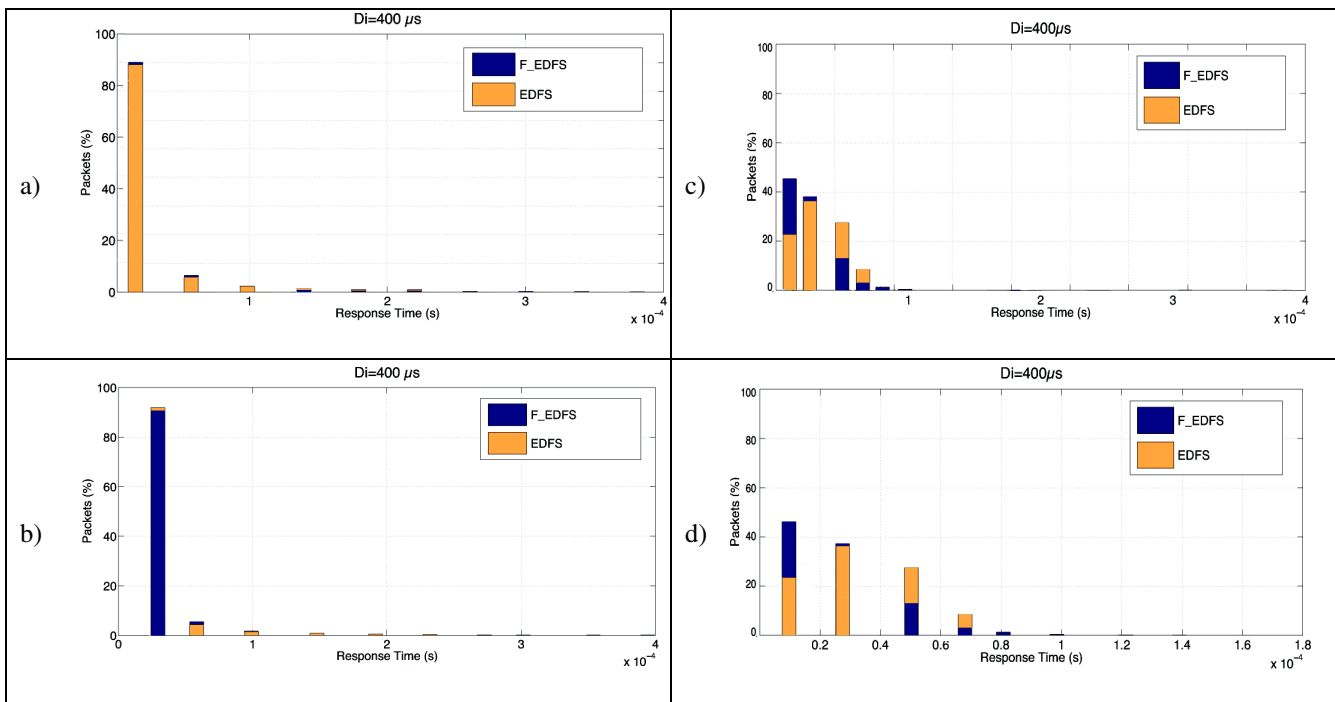 a)
Di=400 µs
Packets (%)
100
80
60
40
20
0
F_EDFS
EDFS
1
2
3
4
Response Time (s)
x 10⁻⁴
c)
Di=400µs
Packets (%)
100
80
60
40
20
0
F_EDFS
EDFS
1
2
3
4
Response Time (s)
x 10⁻⁴
b)
Di=400 µs
Packets (%)
100
80
60
40
20
0
F_EDFS
EDFS
0
1
2
3
4
Response Time (s)
x 10⁻⁴
d)
Di=400µs
Packets (%)
100
80
60
40
20
0
F_EDFS
EDFS
0.2
0.4
0.6
0.8
1
1.2
1.4
1.6
1.8
Response Time (s)
x 10⁻⁴